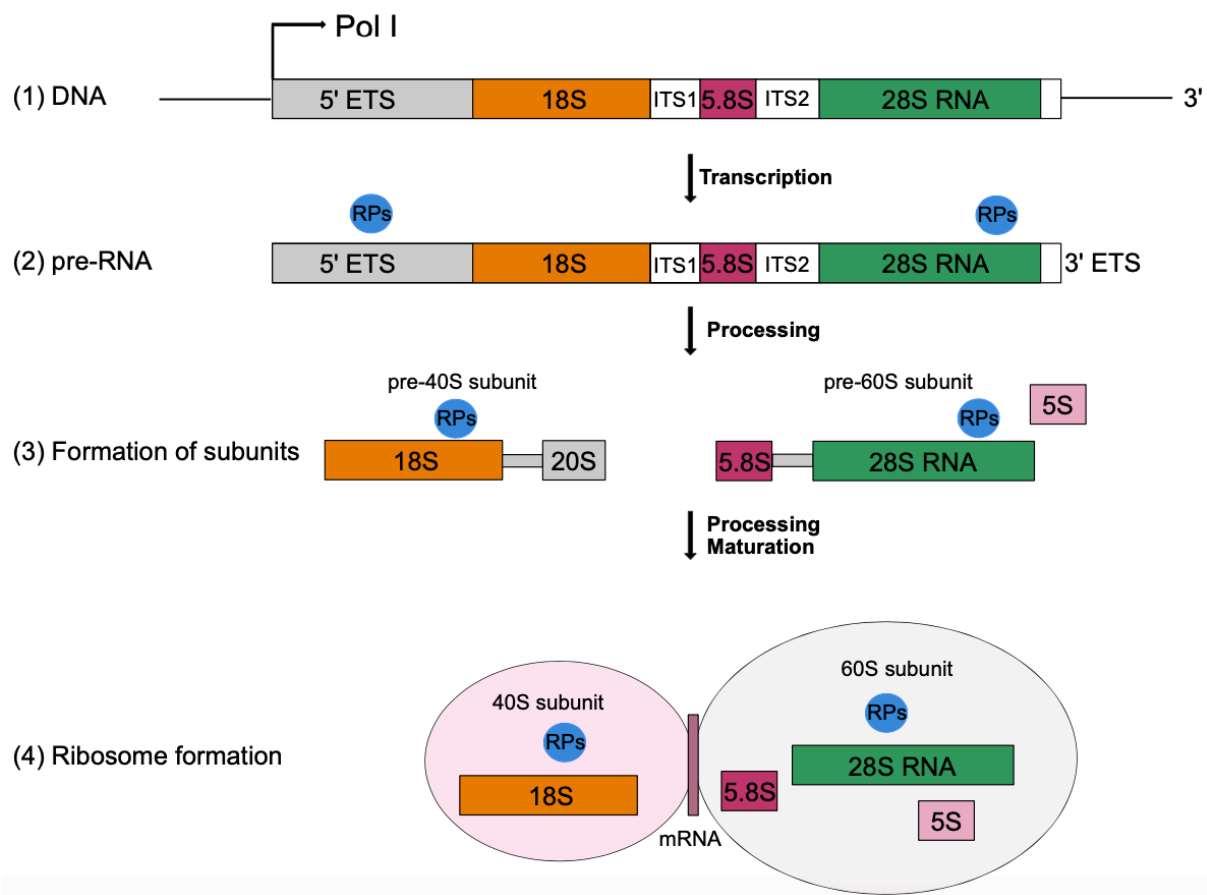 Pol I
(1) DNA
5' ETS 18S ITS1 5.8S ITS2 28S RNA 3'
Transcription
RPs RPs
(2) pre-RNA
5' ETS 18S ITS1 5.8S ITS2 28S RNA 3' ETS
Processing
pre-40S subunit pre-60S subunit
RPs RPs 5S
(3) Formation of subunits
18S 20S 5.8S 28S RNA
Processing
Maturation
60S subunit
40S subunit
RPs
RPs
(4) Ribosome formation
28S RNA
18S 5.8S
5S
mRNA